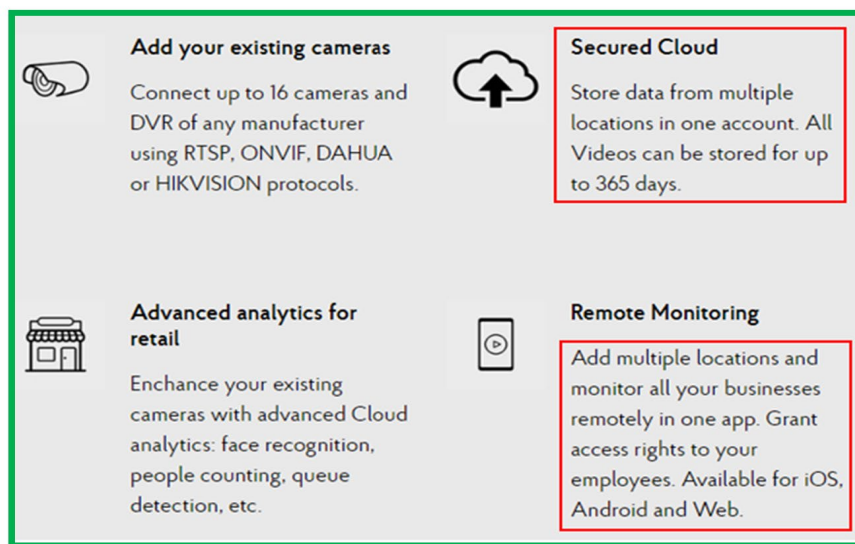 Add your existing cameras
Connect up to 16 cameras and
DVR of any manufacturer
using RTSP, ONVIF, DAHUA
or HIKVISION protocols.
Secured Cloud
Store data from multiple
locations in one account. All
Videos can be stored for up
to 365 days.
Advanced analytics for
retail
Enchance your existing
cameras with advanced Cloud
analytics: face recognition,
people counting, queue
detection, etc.
Remote Monitoring
Add multiple locations and
monitor all your businesses
remotely in one app. Grant
access rights to your
employees. Available for iOS,
Android and Web.